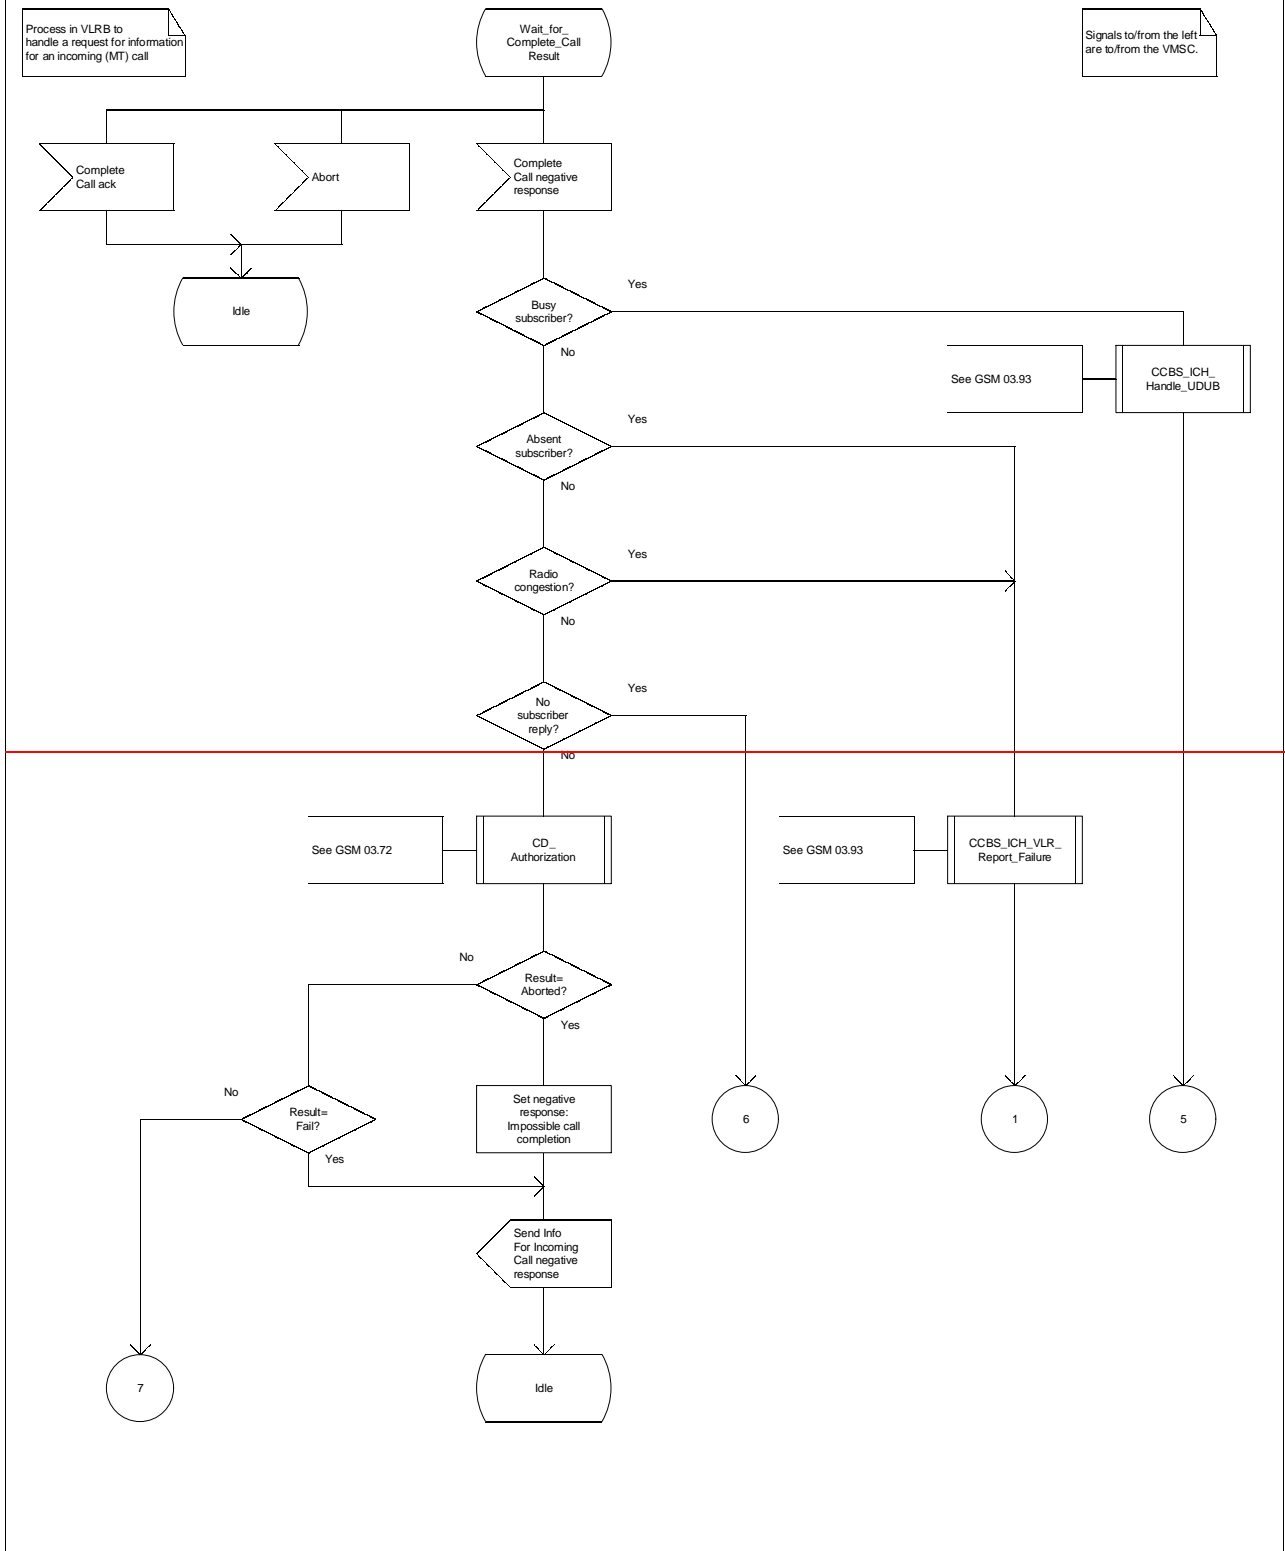 Process in VLRB to
handle a request for information
for an incoming (MT) call
Wait_for_
Complete_Call
Result
Signals to/from the left
are to/from the VMSC.
Complete
Call ack
Abort
Complete
Call negative
response
Idle
Busy
subscriber?
Yes
No
See GSM 03.93
CCBS_ICH_
Handle_UDUB
Absent
subscriber?
Yes
No
Radio
congestion?
Yes
No
No
subscriber
reply?
Yes
No
See GSM 03.72
CD_
Authorization
See GSM 03.93
CCBS_ICH_VLR_
Report_Failure
No
Result=
Aborted?
Yes
No
Result=
Fail?
Yes
Set negative
response:
Impossible call
completion
6
1
5
Send Info
For Incoming
Call negative
response
7
Idle